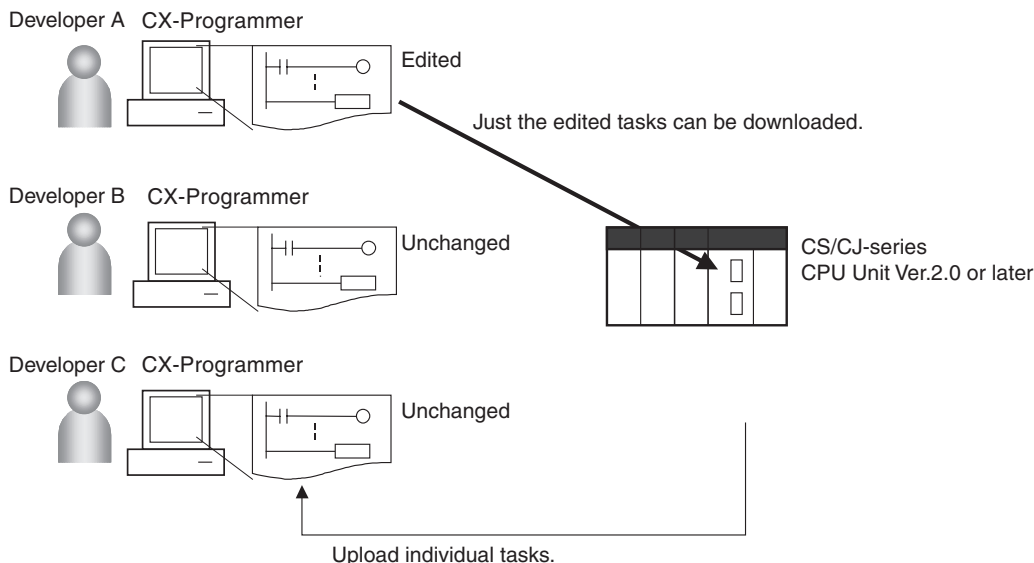 Developer A CX-Programmer
Edited
Just the edited tasks can be downloaded.
Developer B CX-Programmer
Unchanged
CS/CJ-series
CPU Unit Ver.2.0 or later
Developer C CX-Programmer
Unchanged
Upload individual tasks.